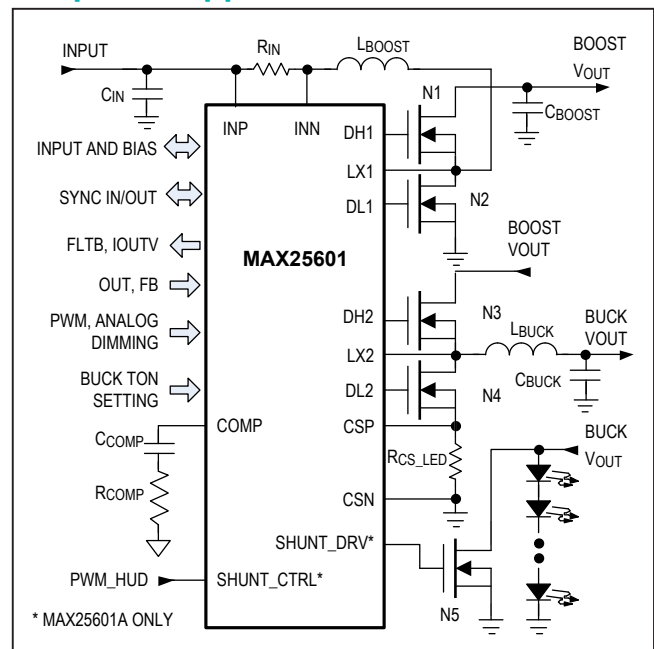 INPUT
RIN
LBOOST
BOOST
VOUT
CIN
N1
CBOOST
INP
INN
DH1
INPUT AND BIAS
LX1
SYNC IN/OUT
DL1
N2
FLTB, IOUTV
MAX25601
BOOST
VOUT
OUT, FB
DH2
N3
PWM, ANALOG
DIMMING
LBUCK
BUCK
VOUT
LX2
BUCK TON
SETTING
DL2
N4
CBUCK
COMP
CSP
CCOMP
RCS_LED
BUCK
VOUT
RCOMP
CSN
SHUNT_DRV*
PWM_HUD
SHUNT_CTRL*
N5
* MAX25601A ONLY